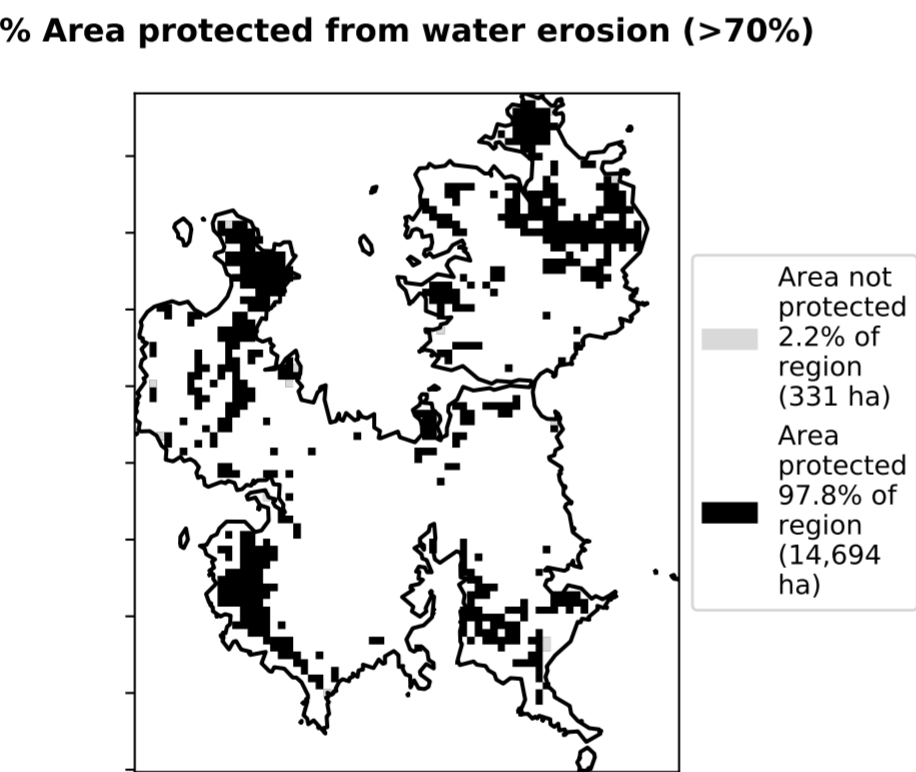 % Area protected from water erosion (>70%)
Area not
protected
2.2% of
region
(331 ha)
Area
protected
97.8% of
region
(14,694
ha)